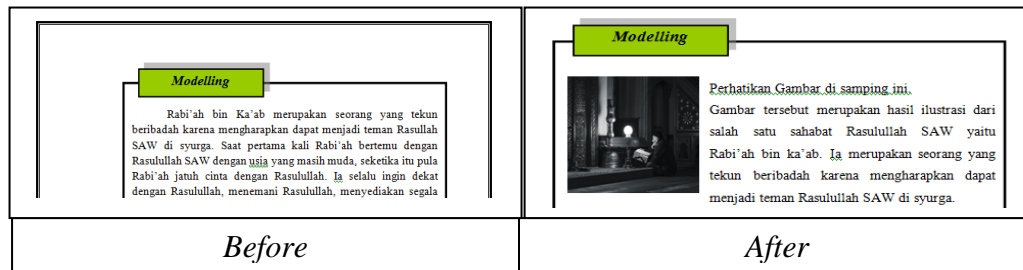 Modelling
Rabi’ah bin Ka’ab merupakan seorang yang tekun
beribadah karena mengharapkan dapat menjadi teman Rasullah
SAW di syurga. Saat pertama kali Rabi’ah bertemu dengan
Rasulullah SAW dengan usia yang masih muda, seketika itu pula
Rabi’ah jatuh cinta dengan Rasulullah. Ia selalu ingin dekat
dengan Rasulullah, menemani Rasulullah, menyediakan segala
Before
Modelling
Perhatikan Gambar di samping ini.
Gambar tersebut merupakan hasil ilustrasi dari
salah satu sahabat Rasulullah SAW yaitu
Rabi’ah bin ka’ab. Ia merupakan seorang yang
tekun beribadah karena mengharapkan dapat
menjadi teman Rasulullah SAW di syurga.
After